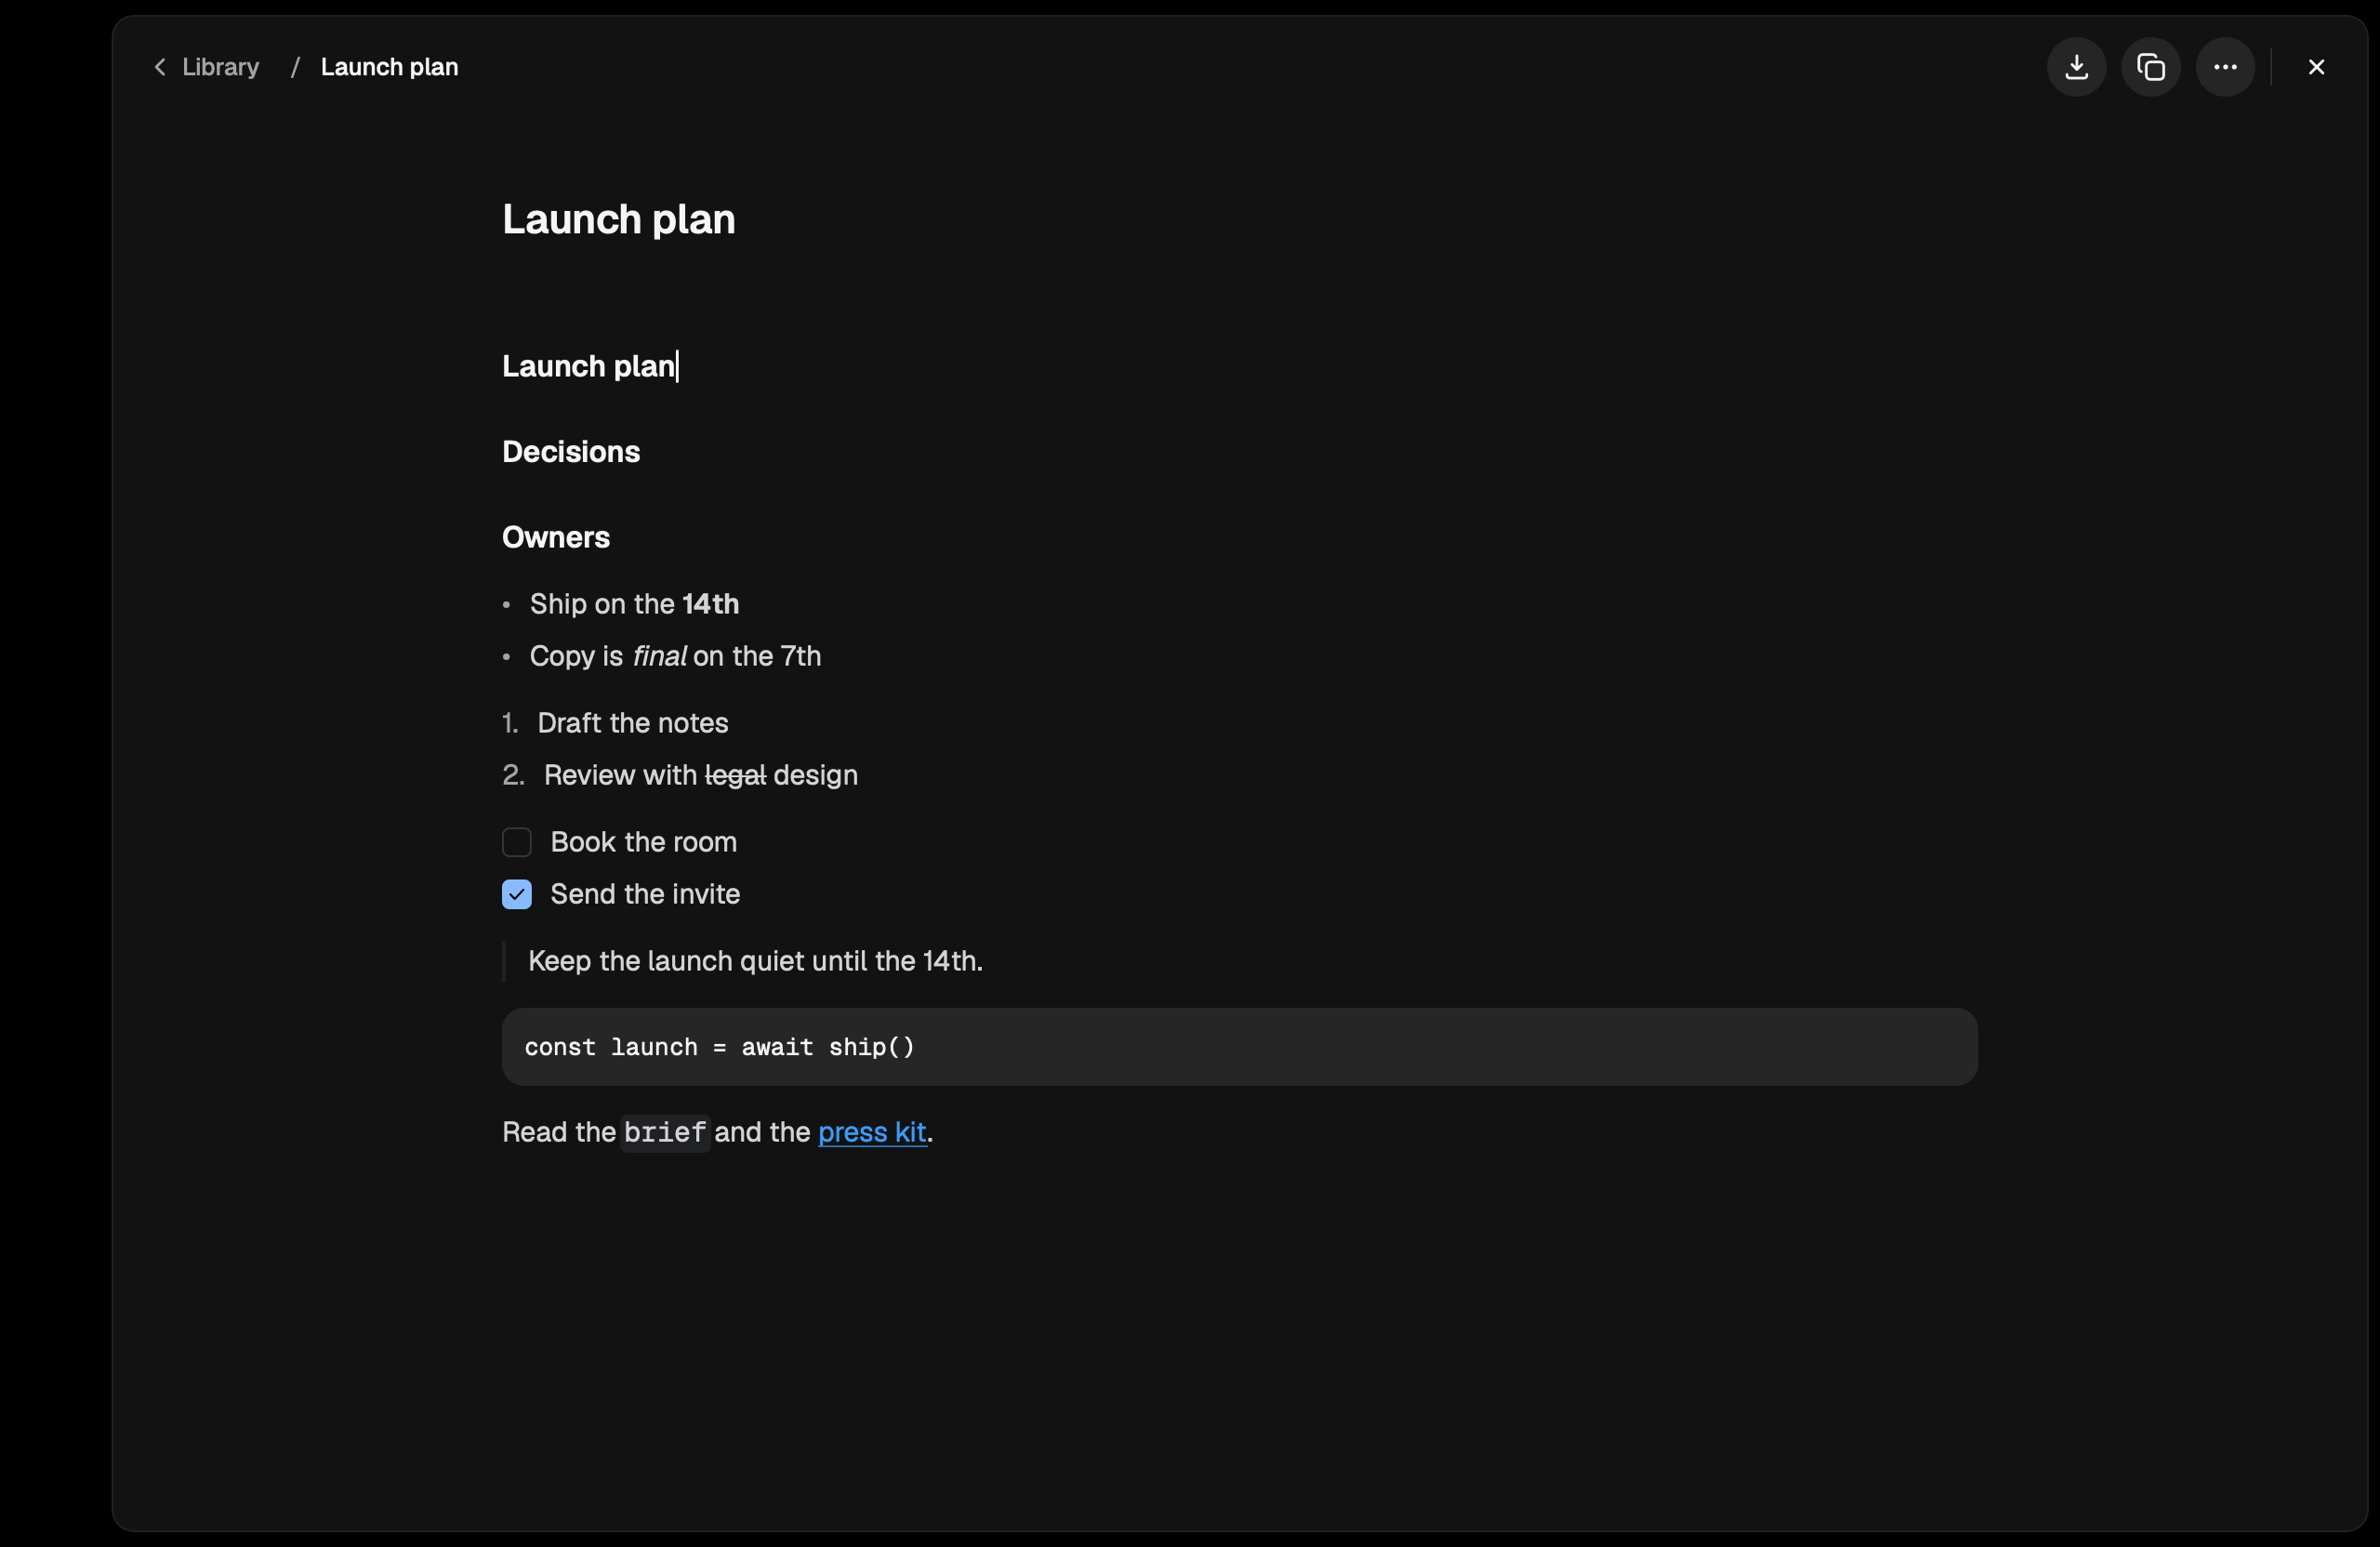 Library / Launch plan
Launch plan
Launch plan
Decisions
Owners
• Ship on the 14th
• Copy is final on the 7th
1. Draft the notes
2. Review with legal design
Book the room
Send the invite
Keep the launch quiet until the 14th.
const launch = await ship()
Read the brief and the press kit.